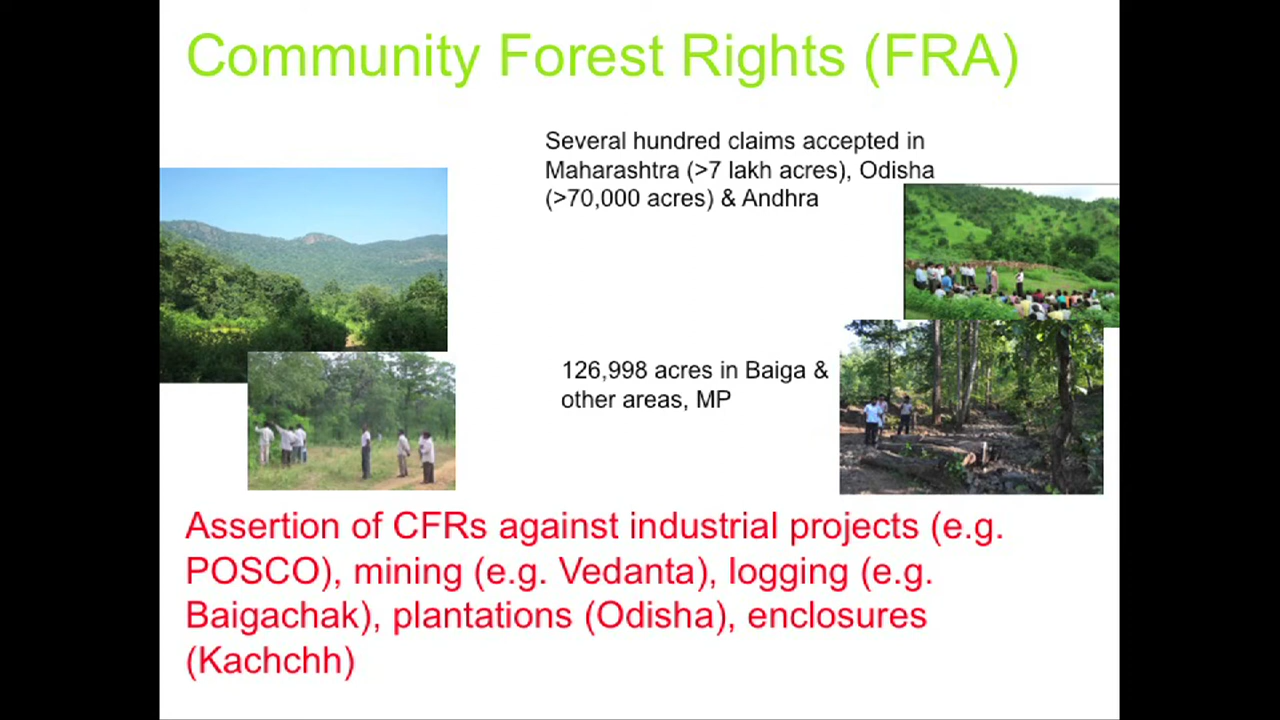 Community Forest Rights (FRA)
Several hundred claims accepted in
Maharashtra (>7 lakh acres), Odisha
(>70,000 acres) & Andhra
126,998 acres in Baiga &
other areas, MP
Assertion of CFRs against industrial projects (e.g.
POSCO), mining (e.g. Vedanta), logging (e.g.
Baigachak), plantations (Odisha), enclosures
(Kachchh)